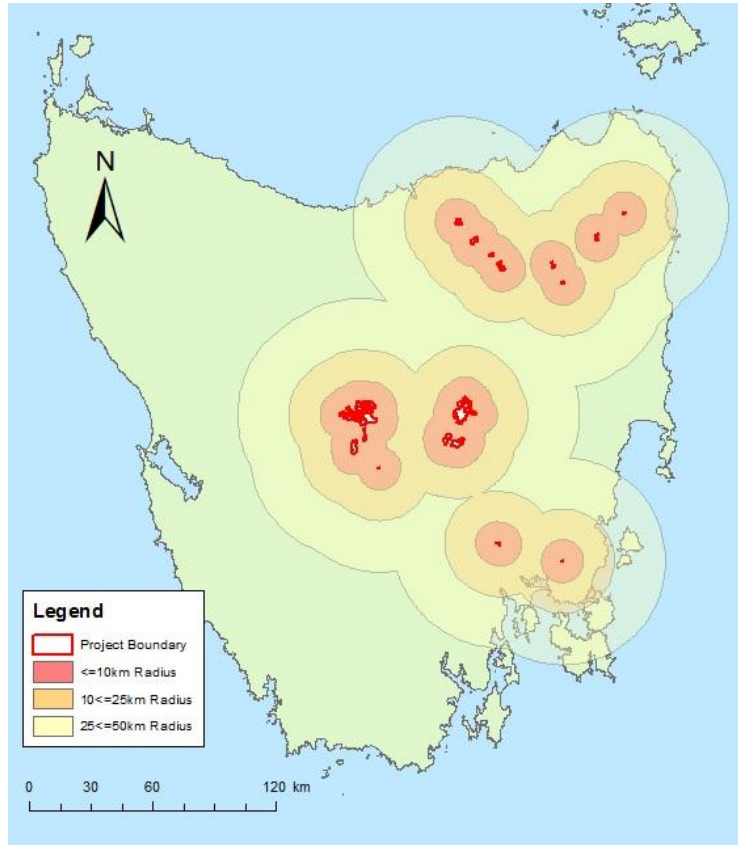 N
Legend
Project Boundary
<=10km Radius
10<=25km Radius
25<=50km Radius
0 30 60 120 km